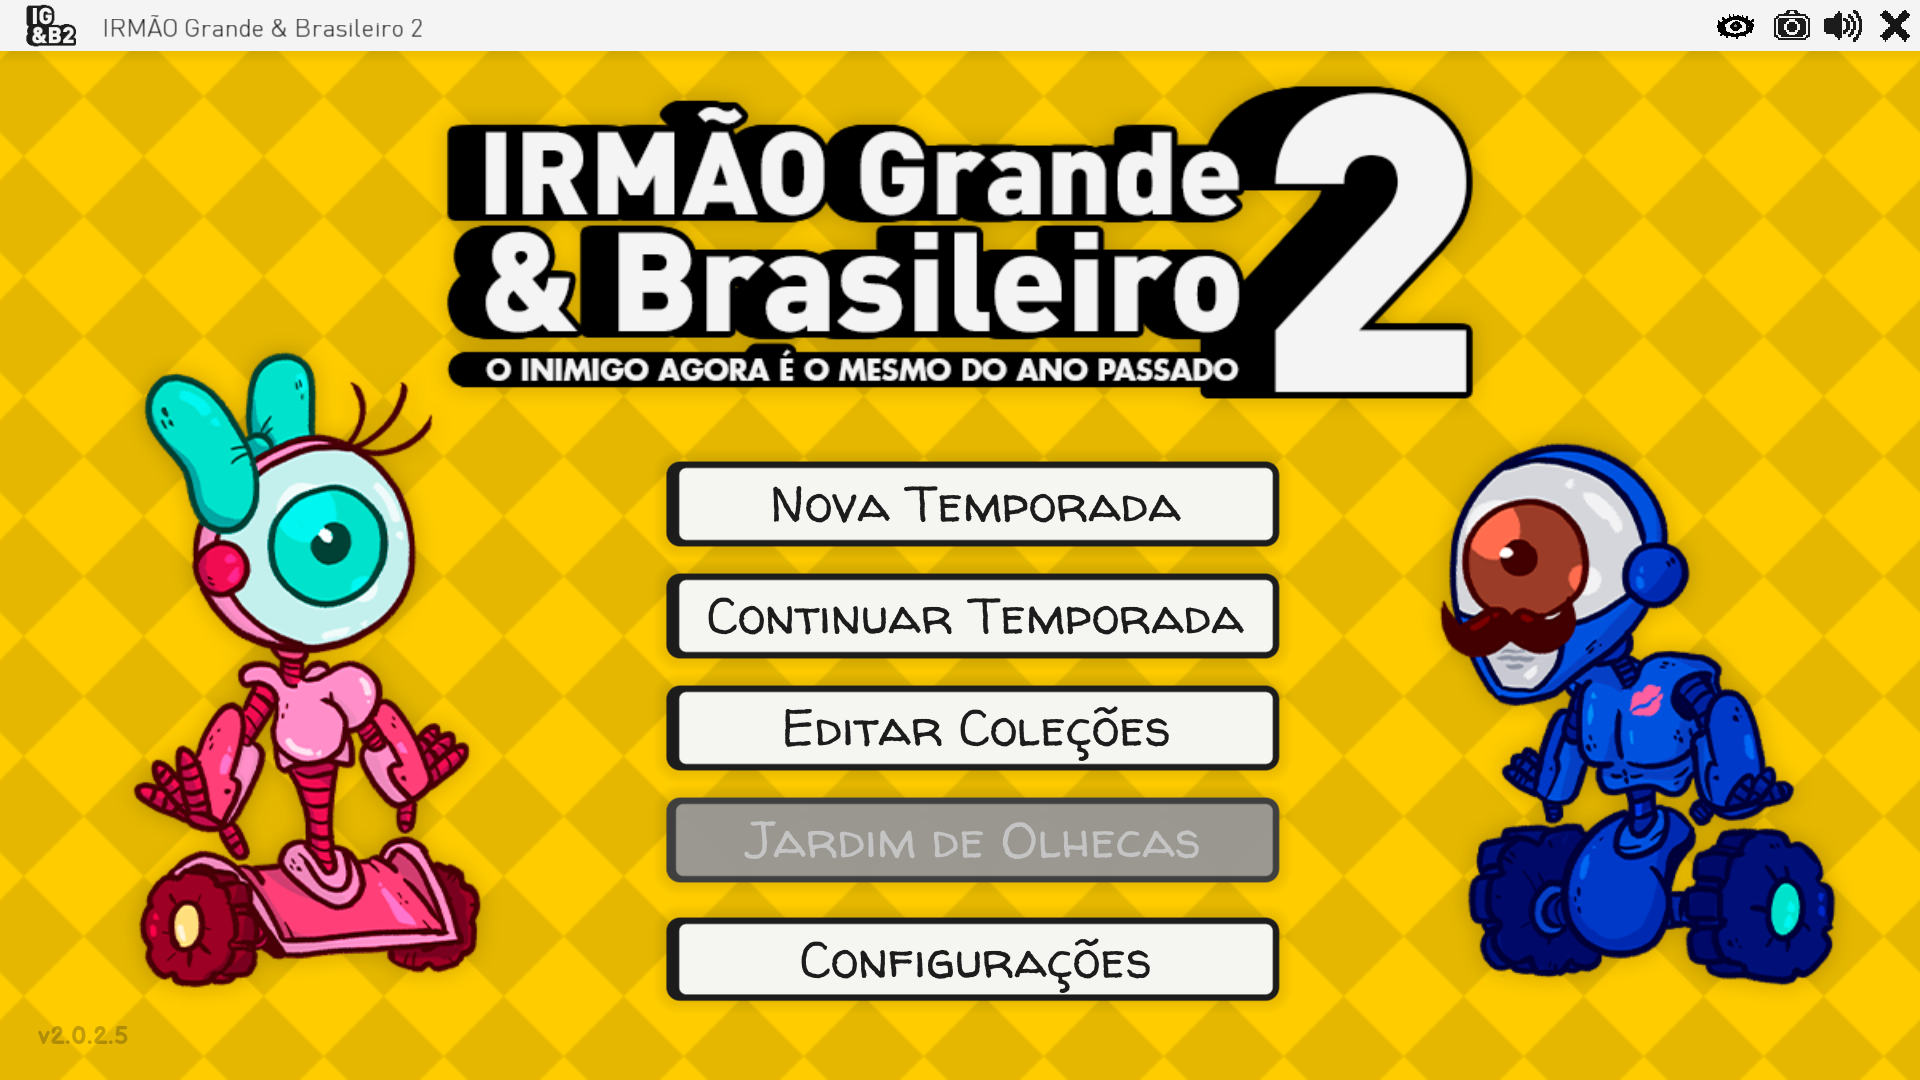 IG
&B2
IRMÃO Grande & Brasileiro 2
IRMÃO Grande
& Brasileiro
2
O INIMIGO AGORA É O MESMO DO ANO PASSADO
Nova Temporada
Continuar Temporada
Editar Coleções
Jardim de Olhecas
Configurações
v2.0.2.5